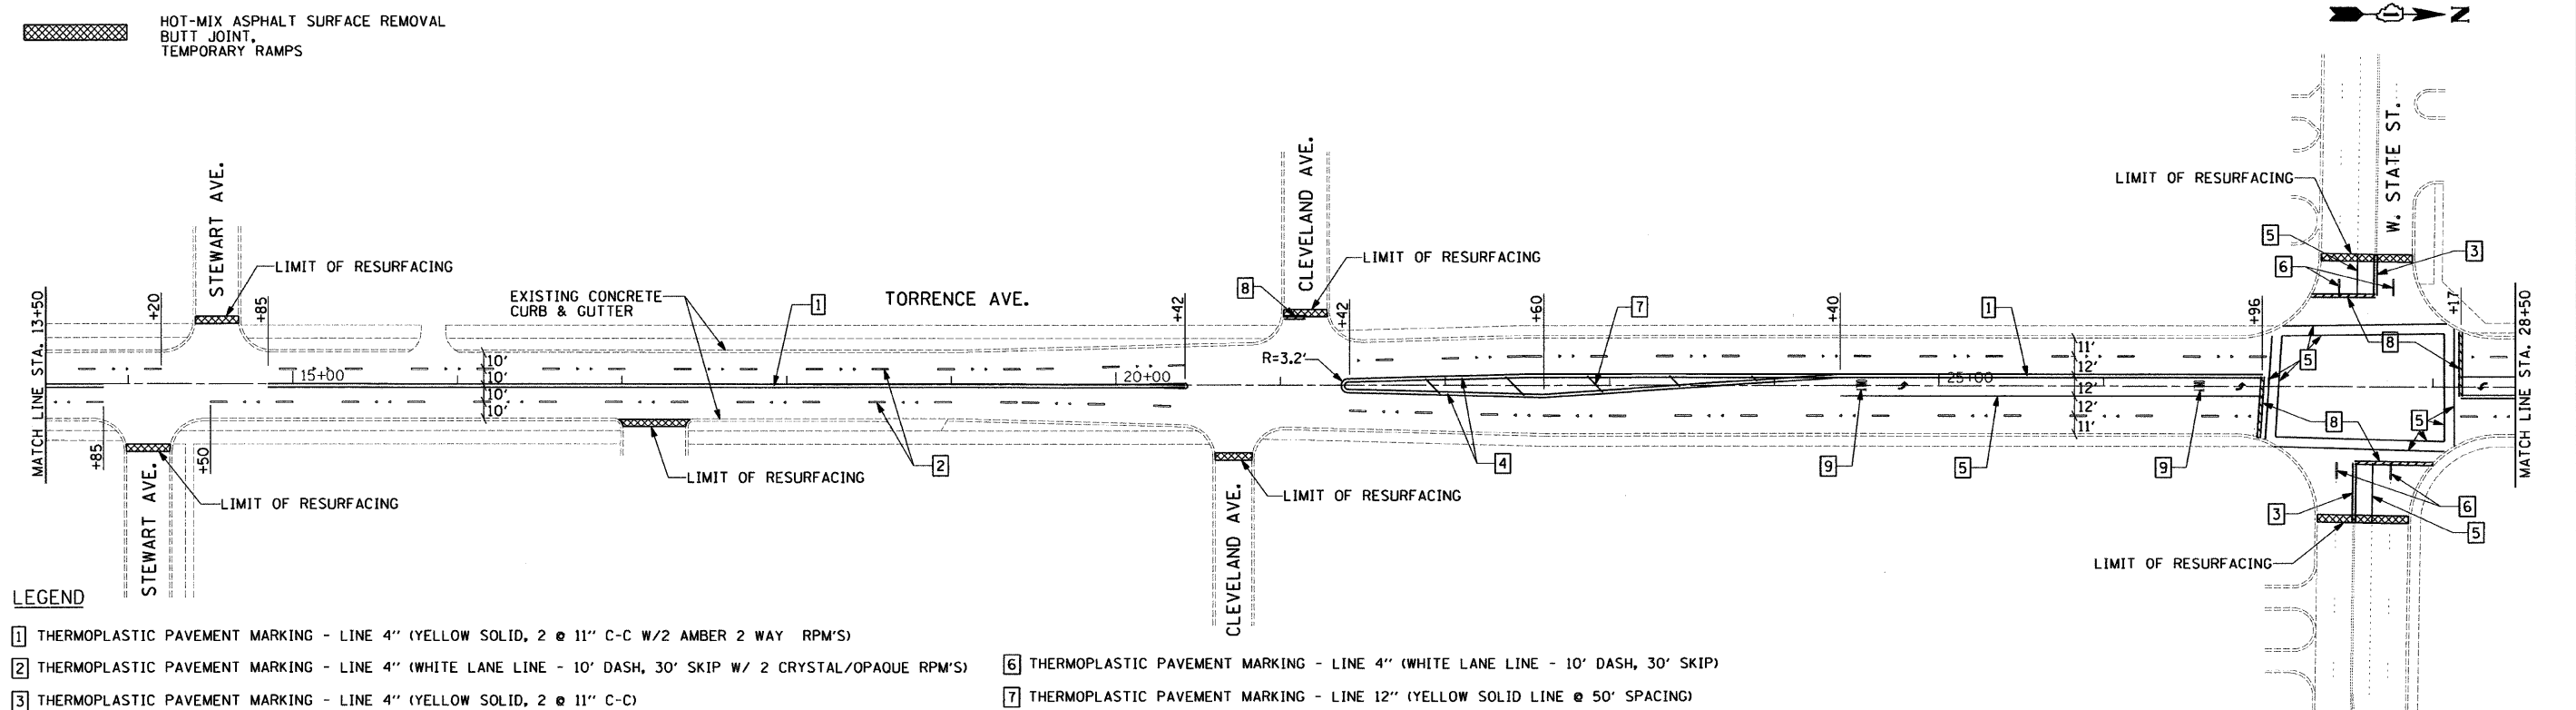 HOT-MIX ASPHALT SURFACE REMOVAL
BUTT JOINT,
TEMPORARY RAMPS
N
MATCH LINE STA. 13+50
+20
STEWART AVE.
+85
LIMIT OF RESURFACING
EXISTING CONCRETE
CURB & GUTTER
1
TORRENCE AVE.
+42
8
CLEVELAND AVE.
LIMIT OF RESURFACING
+42
R=3.2'
+60
7
+40
1
+96
LIMIT OF RESURFACING
W. STATE ST.
5
6
3
+17
MATCH LINE STA. 28+50
8
5
15+00
10'
10'
10'
10'
20+00
25+00
11'
12'
12'
12'
11'
+85
+50
STEWART AVE.
LIMIT OF RESURFACING
LIMIT OF RESURFACING
2
CLEVELAND AVE.
LIMIT OF RESURFACING
4
9
5
9
8
5
3
6
5
LIMIT OF RESURFACING
LEGEND
1 THERMOPLASTIC PAVEMENT MARKING - LINE 4" (YELLOW SOLID, 2 @ 11" C-C W/2 AMBER 2 WAY RPM'S)
2 THERMOPLASTIC PAVEMENT MARKING - LINE 4" (WHITE LANE LINE - 10' DASH, 30' SKIP W/ 2 CRYSTAL/OPAQUE RPM'S)
3 THERMOPLASTIC PAVEMENT MARKING - LINE 4" (YELLOW SOLID, 2 @ 11" C-C)
6 THERMOPLASTIC PAVEMENT MARKING - LINE 4" (WHITE LANE LINE - 10' DASH, 30' SKIP)
7 THERMOPLASTIC PAVEMENT MARKING - LINE 12" (YELLOW SOLID LINE @ 50' SPACING)